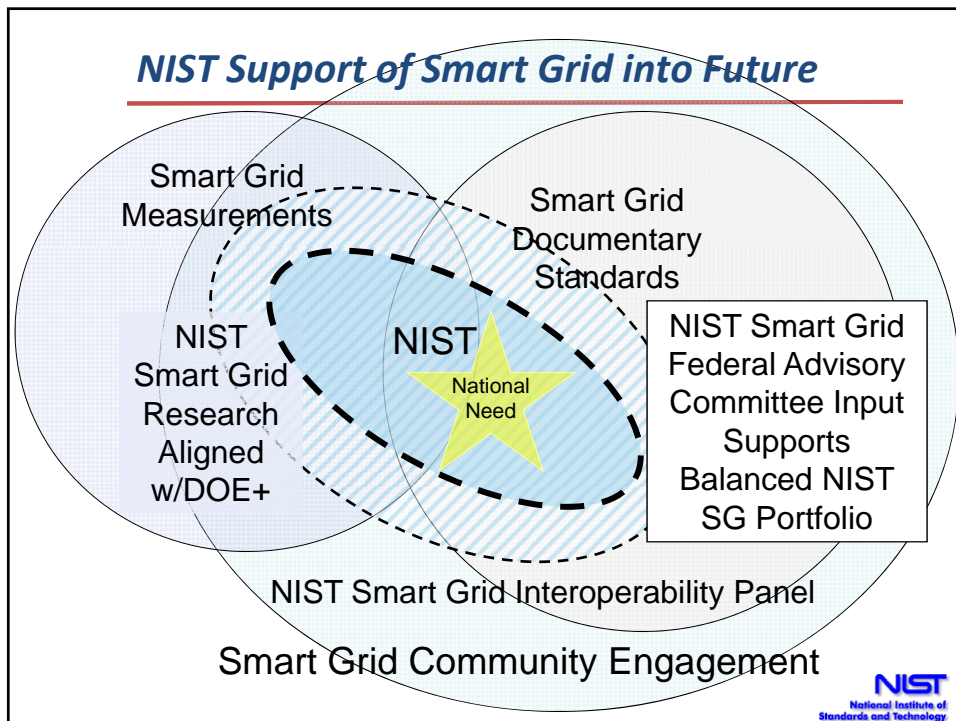 NIST Support of Smart Grid into Future
Smart Grid
Measurements
Smart Grid
Documentary
Standards
NIST
Smart Grid
Research
Aligned
w/DOE+
NIST
National
Need
NIST Smart Grid
Federal Advisory
Committee Input
Supports
Balanced NIST
SG Portfolio
NIST Smart Grid Interoperability Panel
Smart Grid Community Engagement
NIST
National Institute of
Standards and Technology